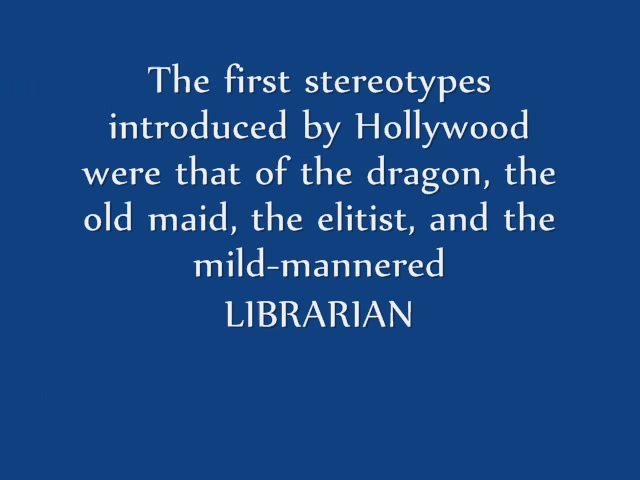 The first stereotypes
introduced by Hollywood
were that of the dragon, the
old maid, the elitist, and the
mild-mannered
LIBRARIAN